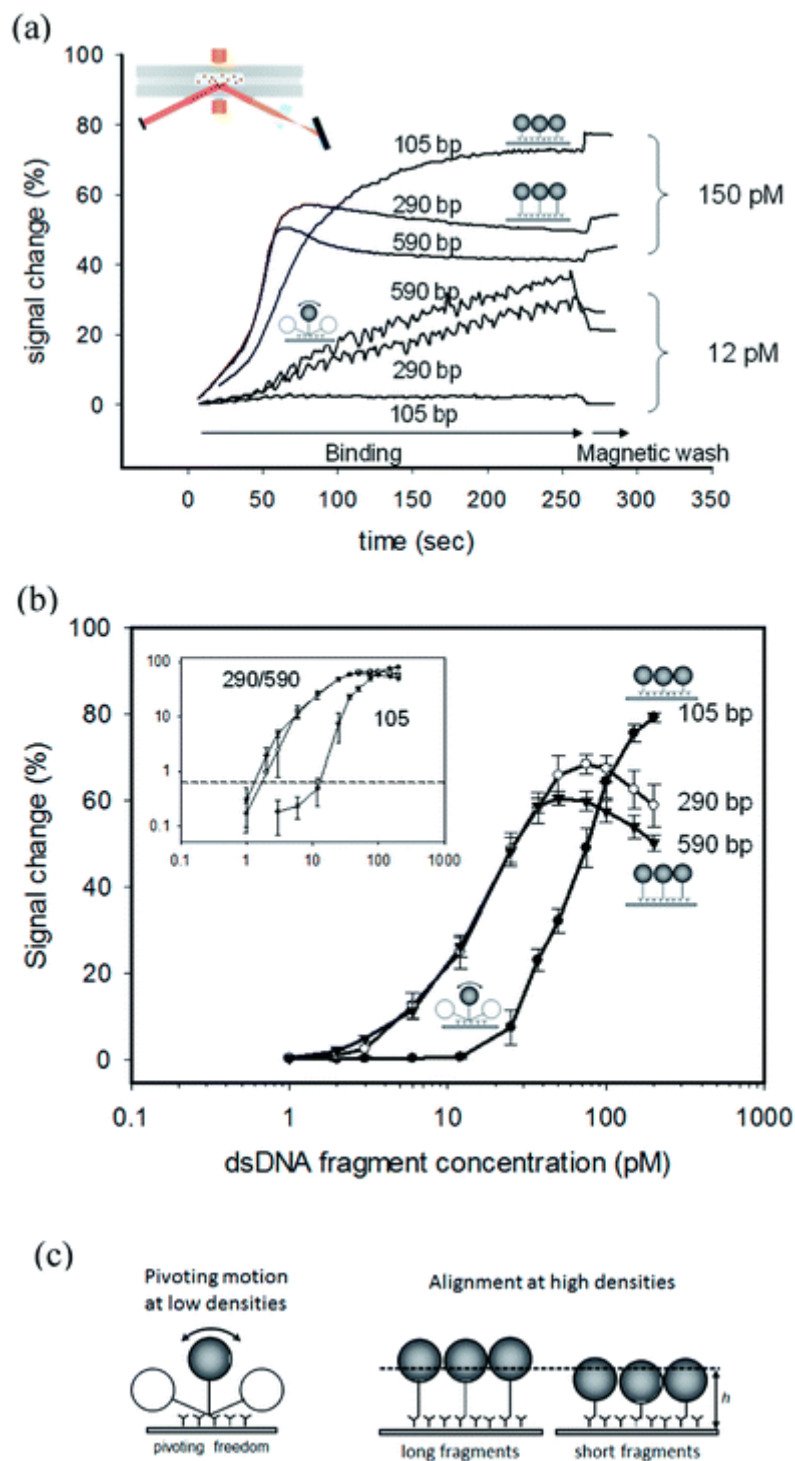 (a)
100
80
60
40
20
0
signal change (%)
105 bp
290 bp
590 bp
150 pM
590 bp
290 bp
105 bp
12 pM
Binding
Magnetic wash
0 50 100 150 200 250 300 350
time (sec)
(b)
100
80
60
40
20
0
Signal change (%)
100
10
1
0.1
290/590
105
0.1 1 10 100 1000
105 bp
290 bp
590 bp
0.1 1 10 100 1000
dsDNA fragment concentration (pM)
(c)
Pivoting motion
at low densities
pivoting freedom
Alignment at high densities
h
long fragments
short fragments